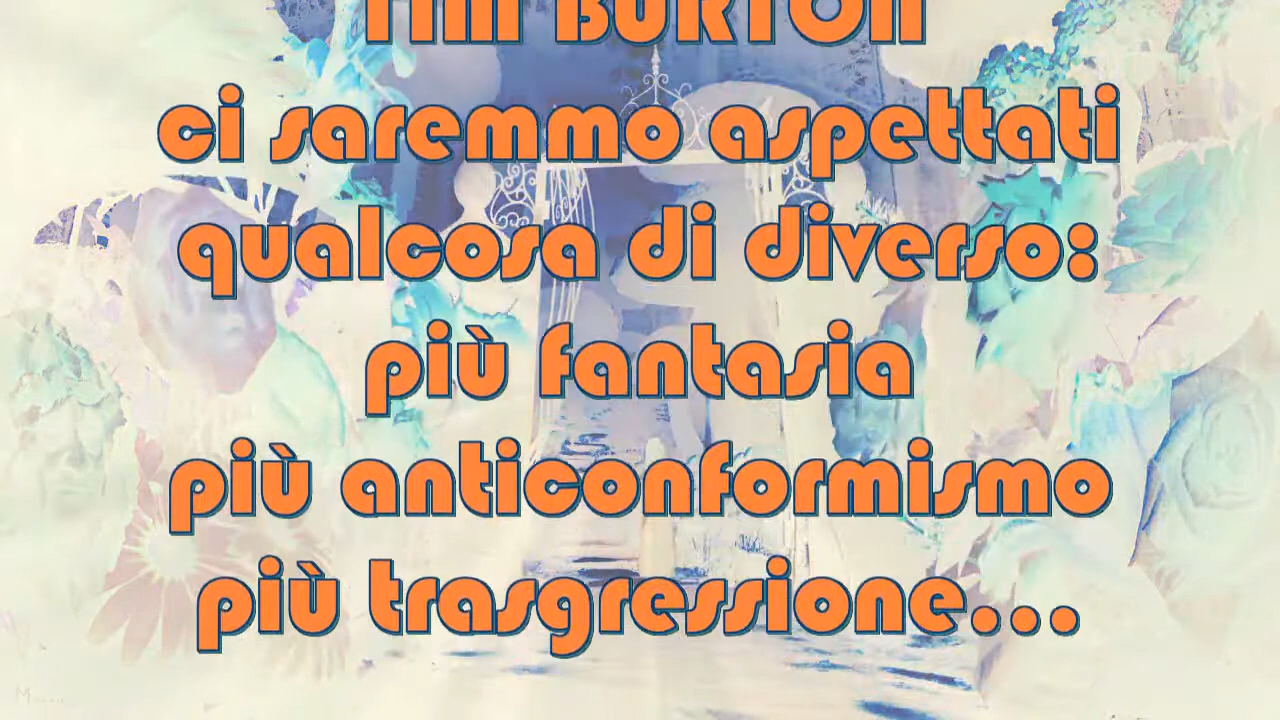 TIM BURTON
ci saremmo aspettati
qualcosa di diverso:
più fantasia
più anticonformismo
più trasgressione...